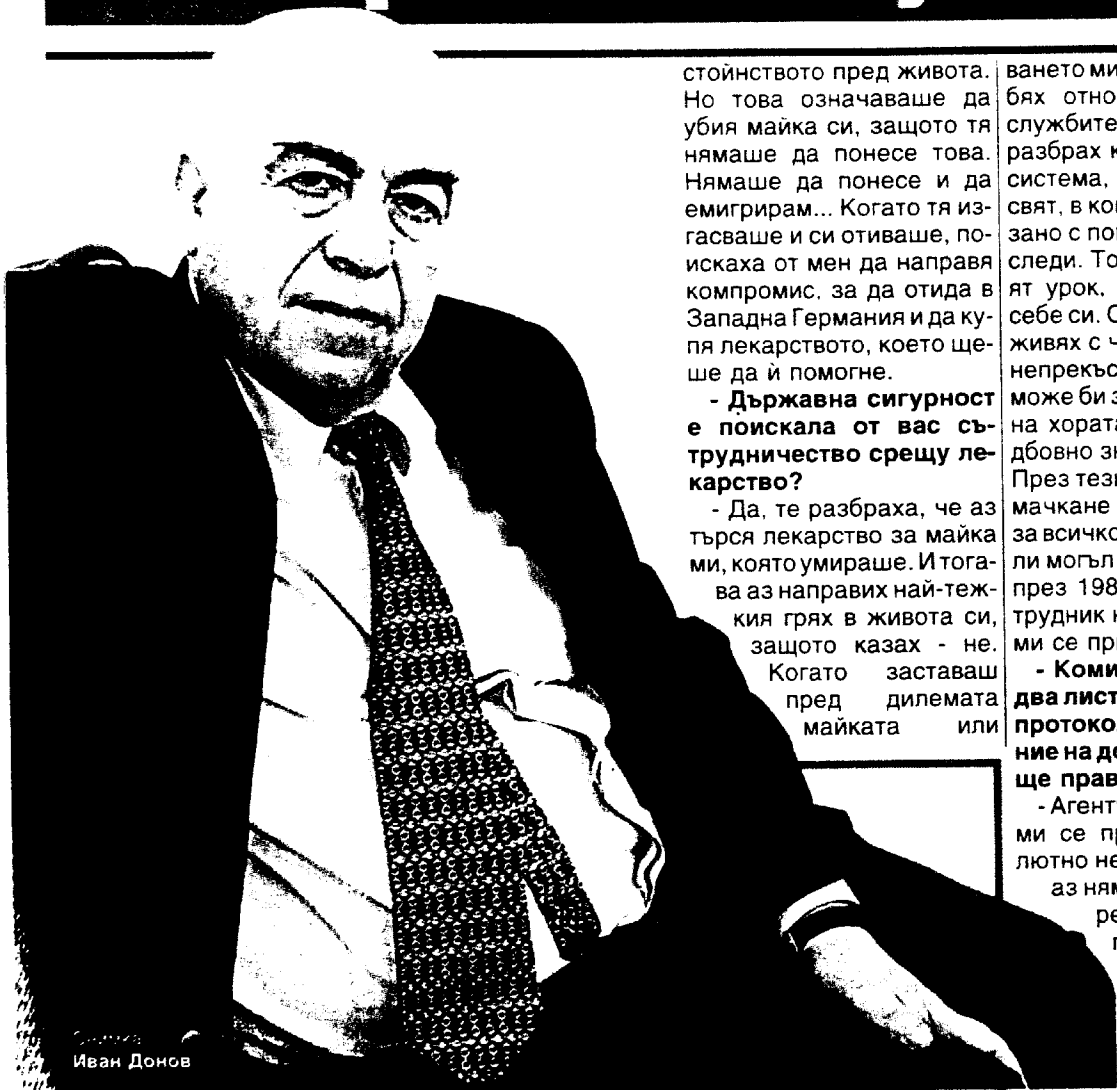 стойнството пред живота.
Но това означаваше да
убия майка си, защото тя
нямаше да понесе това.
Нямаше да понесе и да
емигрирам... Когато тя из-
гасваше и си отиваше, по-
искаха от мен да направя
компромис, за да отида в
Западна Германия и да ку-
пя лекарството, което ще-
ше да ѝ помогне.
- Държавна сигурност
е поискала от вас съ-
трудничество срещу ле-
карство?
- Да, те разбраха, че аз
търся лекарство за майка
ми, която умираше. И тога-
ва аз направих най-теж-
кия грях в живота си,
защото казах - не.
Когато заставаш
пред дилемата
майката или
ването ми
бях отно
службите
разбрах к
система,
свят, в ко
зано с по
следи. То
ят урок,
себе си. С
живях с ч
непрекъс
може би з
на хората
дбовно зн
През тези
мачкане
за всичко
ли могъл
през 198
трудник н
ми се пр
- Коми
два лист
протоко
ние на до
ще прав
- Агент
ми се п
лютно не
аз ням
ре
Снимка
Иван Донов